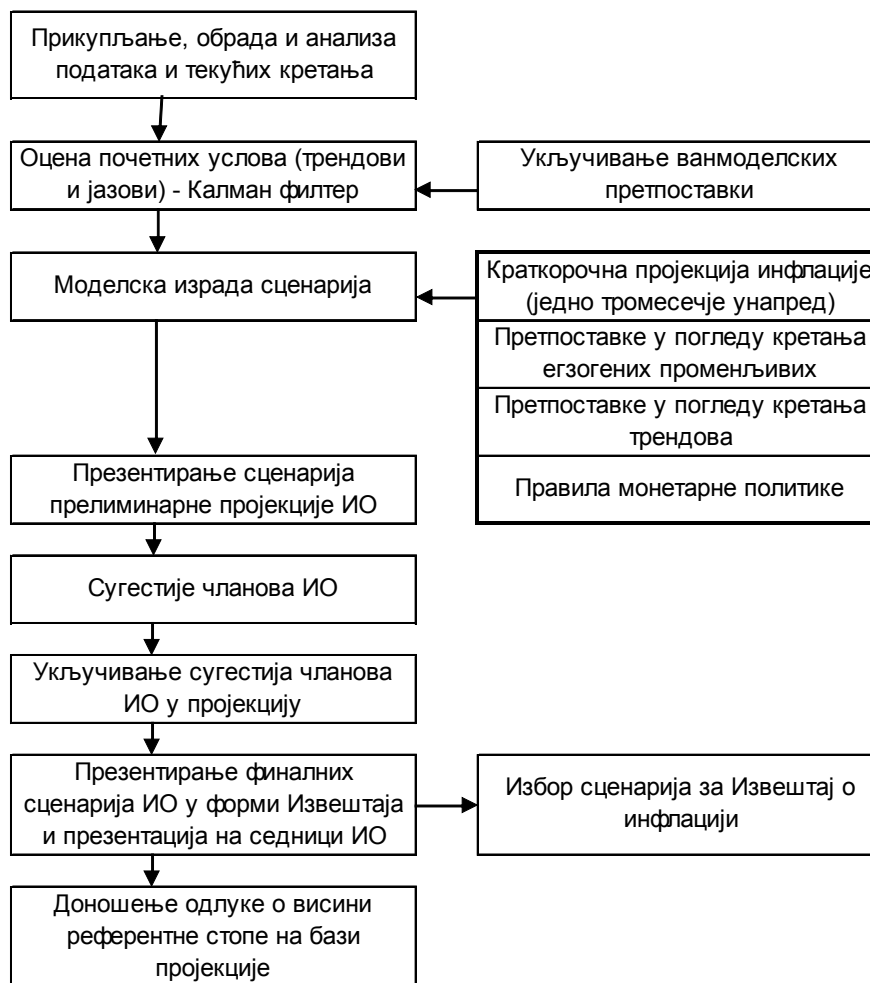 Прикупљање, обрада и анализа
података и текућих кретања
Оцена почетних услова (трендови
и јазови) - Калман филтер
Укључивање ванмоделских
претпоставки
Моделска израда сценарија
Краткорочна пројекција инфлације
(једно тромесечје унапред)
Претпоставке у погледу кретања
егзогених променљивих
Претпоставке у погледу кретања
трендова
Правила монетарне политике
Презентирање сценарија
прелиминарне пројекције ИО
Сугестије чланова ИО
Укључивање сугестија чланова
ИО у пројекцију
Презентирање финалних
сценарија ИО у форми Извештаја
и презентација на седници ИО
Избор сценарија за Извештај о
инфлацији
Доношење одлуке о висини
референтне стопе на бази
пројекције